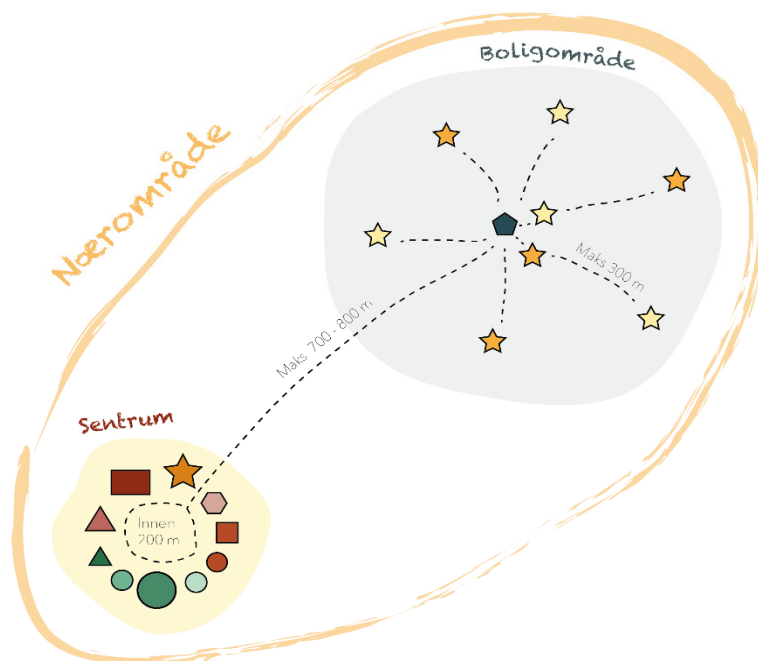 Boligområde
Nærområde
Maks 300 m
Maks 700 - 800 m
Sentrum
Innen
200 m